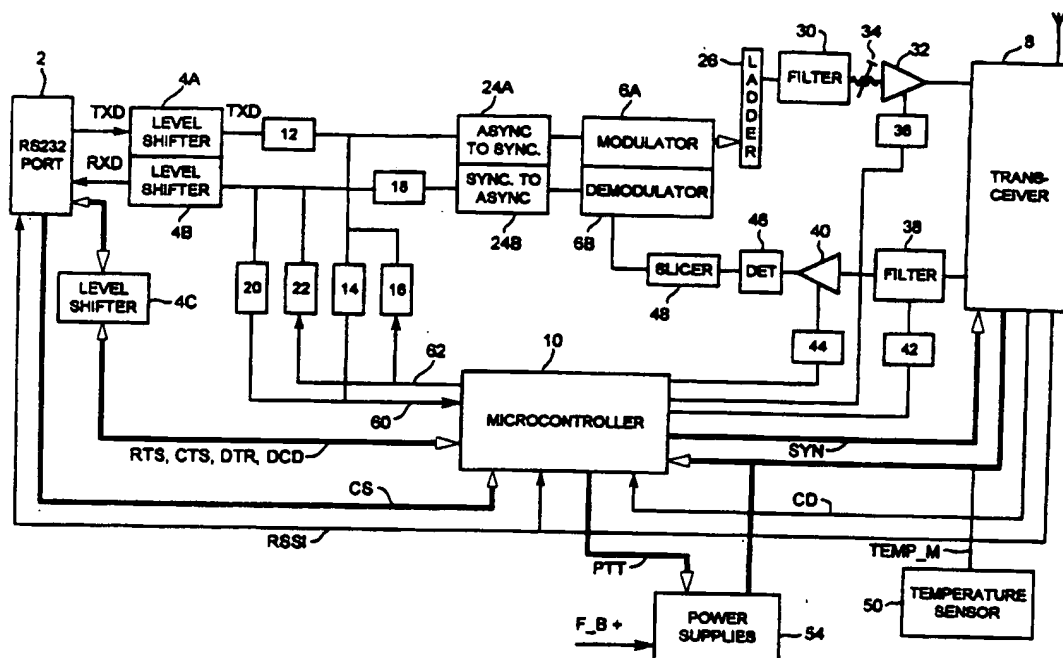 30
34
32
8
2
4A
26
LADDER
FILTER
TXD
TXD
24A
6A
LEVEL SHIFTER
12
ASYNC TO SYNC.
MODULATOR
36
RS232 PORT
RXD
LEVEL SHIFTER
18
SYNC. TO ASYNC
DEMODULATOR
TRANS-CEIVER
4B
24B
6B
46
40
38
SLICER
DET
FILTER
LEVEL SHIFTER
4C
20
22
14
16
48
44
42
62
10
60
MICROCONTROLLER
RTS, CTS, DTR, DCD
SYN
CS
CD
RSSI
PTT
TEMP_M
50
TEMPERATURE SENSOR
F_B +
POWER SUPPLIES
54